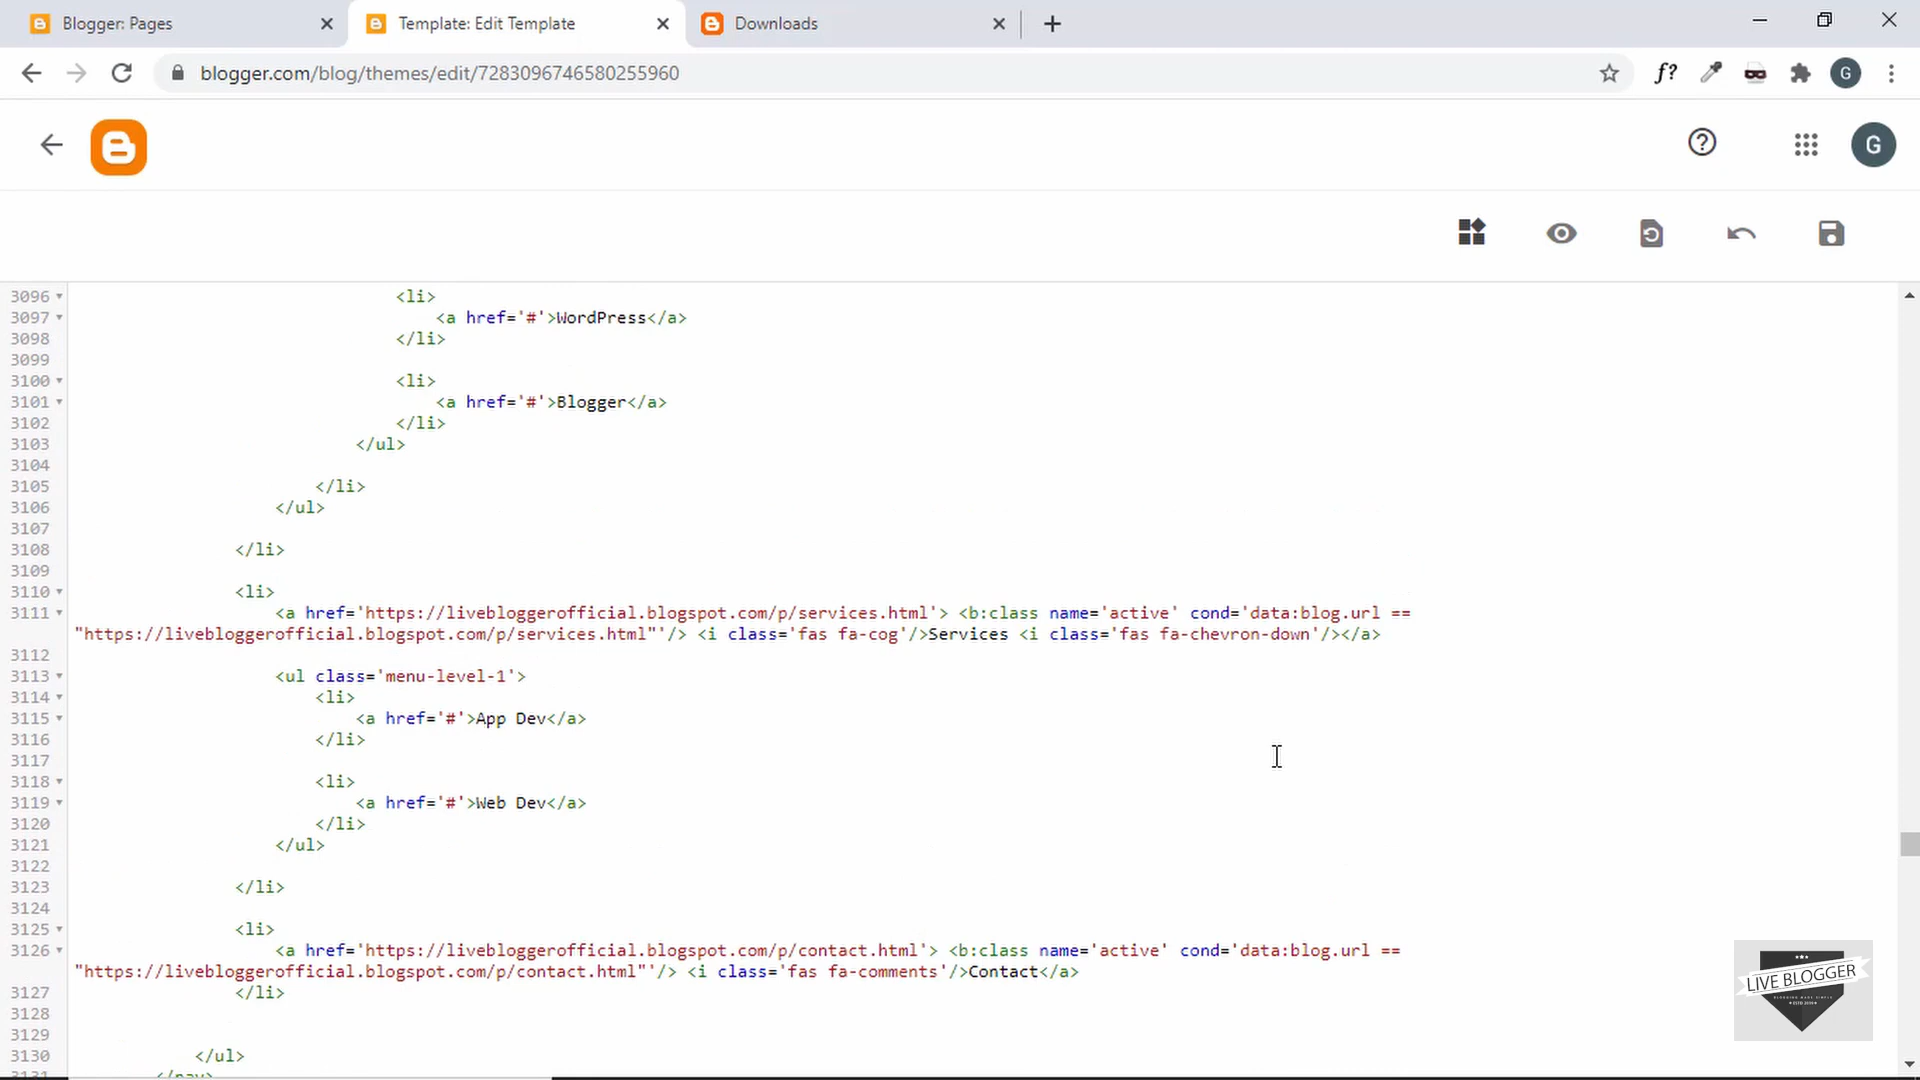 Blogger: Pages
Template: Edit Template
Downloads
blogger.com/blog/themes/edit/7283096746580255960
f?
G
G
3096 <li>
3097 <a href='#'>WordPress</a>
3098 </li>
3099
3100 <li>
3101 <a href='#'>Blogger</a>
3102 </li>
3103 </ul>
3104
3105 </li>
3106 </ul>
3107
3108 </li>
3109
3110 <li>
3111 <a href='https://livebloggerofficial.blogspot.com/p/services.html'> <b:class name='active' cond='data:blog.url ==
"https://livebloggerofficial.blogspot.com/p/services.html"'/> <i class='fas fa-cog'/>Services <i class='fas fa-chevron-down'/></a>
3112
3113 <ul class='menu-level-1'>
3114 <li>
3115 <a href='#'>App Dev</a>
3116 </li>
3117
3118 <li>
3119 <a href='#'>Web Dev</a>
3120 </li>
3121 </ul>
3122
3123 </li>
3124
3125 <li>
3126 <a href='https://livebloggerofficial.blogspot.com/p/contact.html'> <b:class name='active' cond='data:blog.url ==
"https://livebloggerofficial.blogspot.com/p/contact.html"'/> <i class='fas fa-comments'/>Contact</a>
3127 </li>
3128
3129
3130 </ul>
3131 </nav>
LIVE BLOGGER